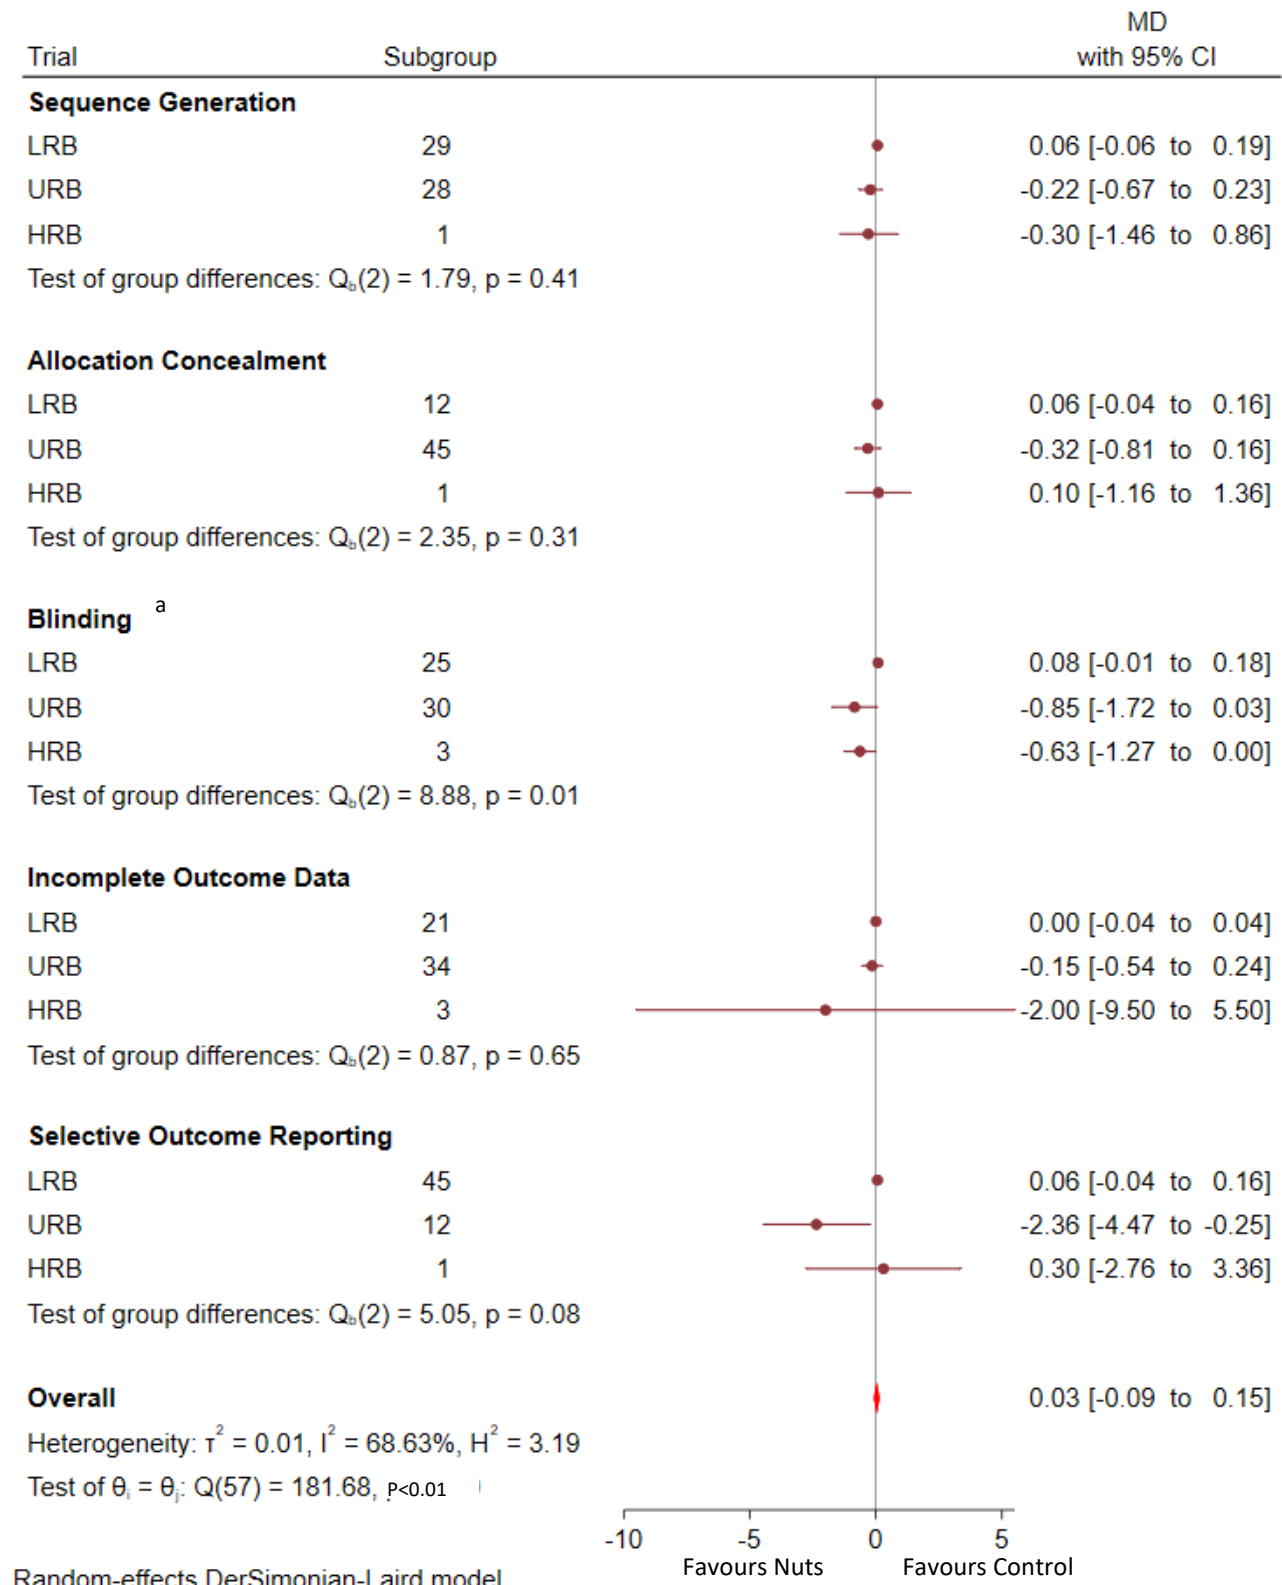 MD
Trial Subgroup with 95% CI
Sequence Generation
LRB 29 0.06 [-0.06 to 0.19]
URB 28 -0.22 [-0.67 to 0.23]
HRB 1 -0.30 [-1.46 to 0.86]
Test of group differences: Q_b(2) = 1.79, p = 0.41
Allocation Concealment
LRB 12 0.06 [-0.04 to 0.16]
URB 45 -0.32 [-0.81 to 0.16]
HRB 1 0.10 [-1.16 to 1.36]
Test of group differences: Q_b(2) = 2.35, p = 0.31
Blinding a
LRB 25 0.08 [-0.01 to 0.18]
URB 30 -0.85 [-1.72 to 0.03]
HRB 3 -0.63 [-1.27 to 0.00]
Test of group differences: Q_b(2) = 8.88, p = 0.01
Incomplete Outcome Data
LRB 21 0.00 [-0.04 to 0.04]
URB 34 -0.15 [-0.54 to 0.24]
HRB 3 -2.00 [-9.50 to 5.50]
Test of group differences: Q_b(2) = 0.87, p = 0.65
Selective Outcome Reporting
LRB 45 0.06 [-0.04 to 0.16]
URB 12 -2.36 [-4.47 to -0.25]
HRB 1 0.30 [-2.76 to 3.36]
Test of group differences: Q_b(2) = 5.05, p = 0.08
Overall 0.03 [-0.09 to 0.15]
Heterogeneity: τ² = 0.01, I² = 68.63%, H² = 3.19
Test of θᵢ = θⱼ: Q(57) = 181.68, P<0.01
-10 -5 0 5
Favours Nuts Favours Control
Random-effects DerSimonian-Laird model